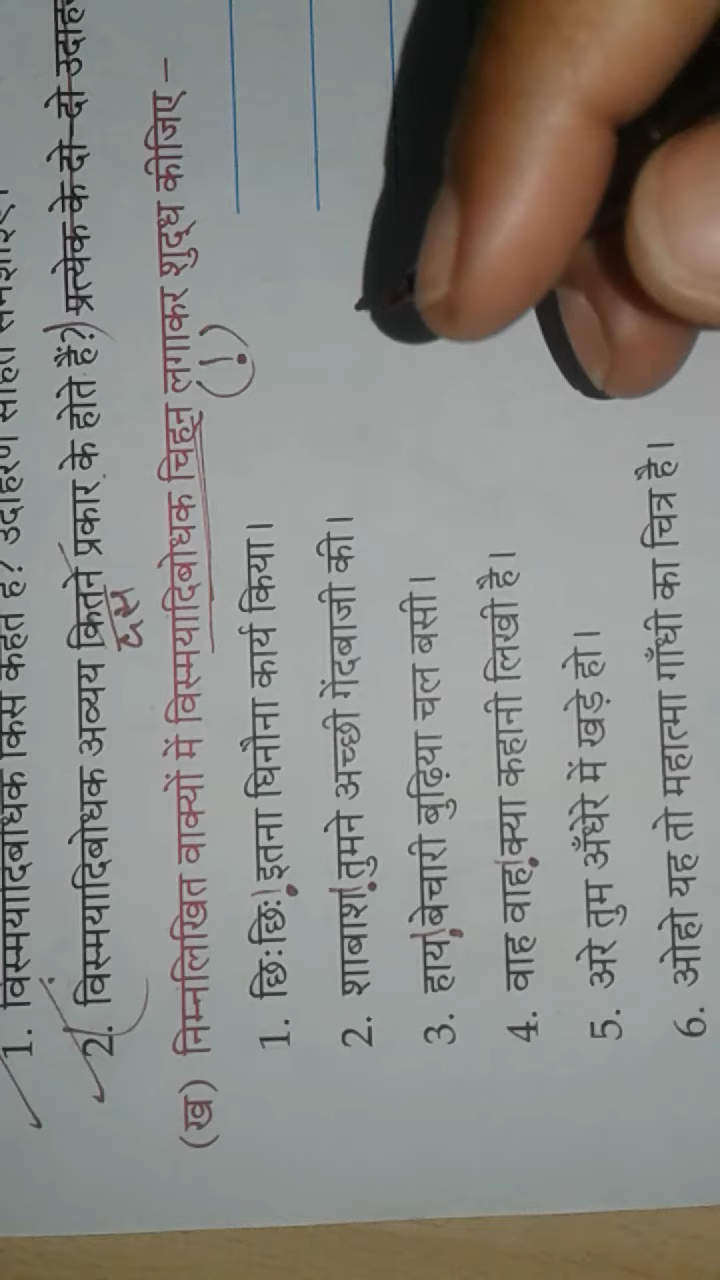 1. विस्मयादिबोधक किसे कहते हैं? उदाहरण सहित समझाइए।
2. विस्मयादिबोधक अव्यय कितने प्रकार के होते हैं? प्रत्येक के दो-दो उदाहर
दस
(ख) निम्नलिखित वाक्यों में विस्मयादिबोधक चिह्न लगाकर शुद्ध कीजिए –
(!)
1. छिःछिः! इतना घिनौना कार्य किया।
2. शाबाश! तुमने अच्छी गेंदबाजी की।
3. हाय! बेचारी बुढ़िया चल बसी।
4. वाह वाह! क्या कहानी लिखी है।
5. अरे तुम अँधेरे में खड़े हो।
6. ओहो यह तो महात्मा गाँधी का चित्र है।